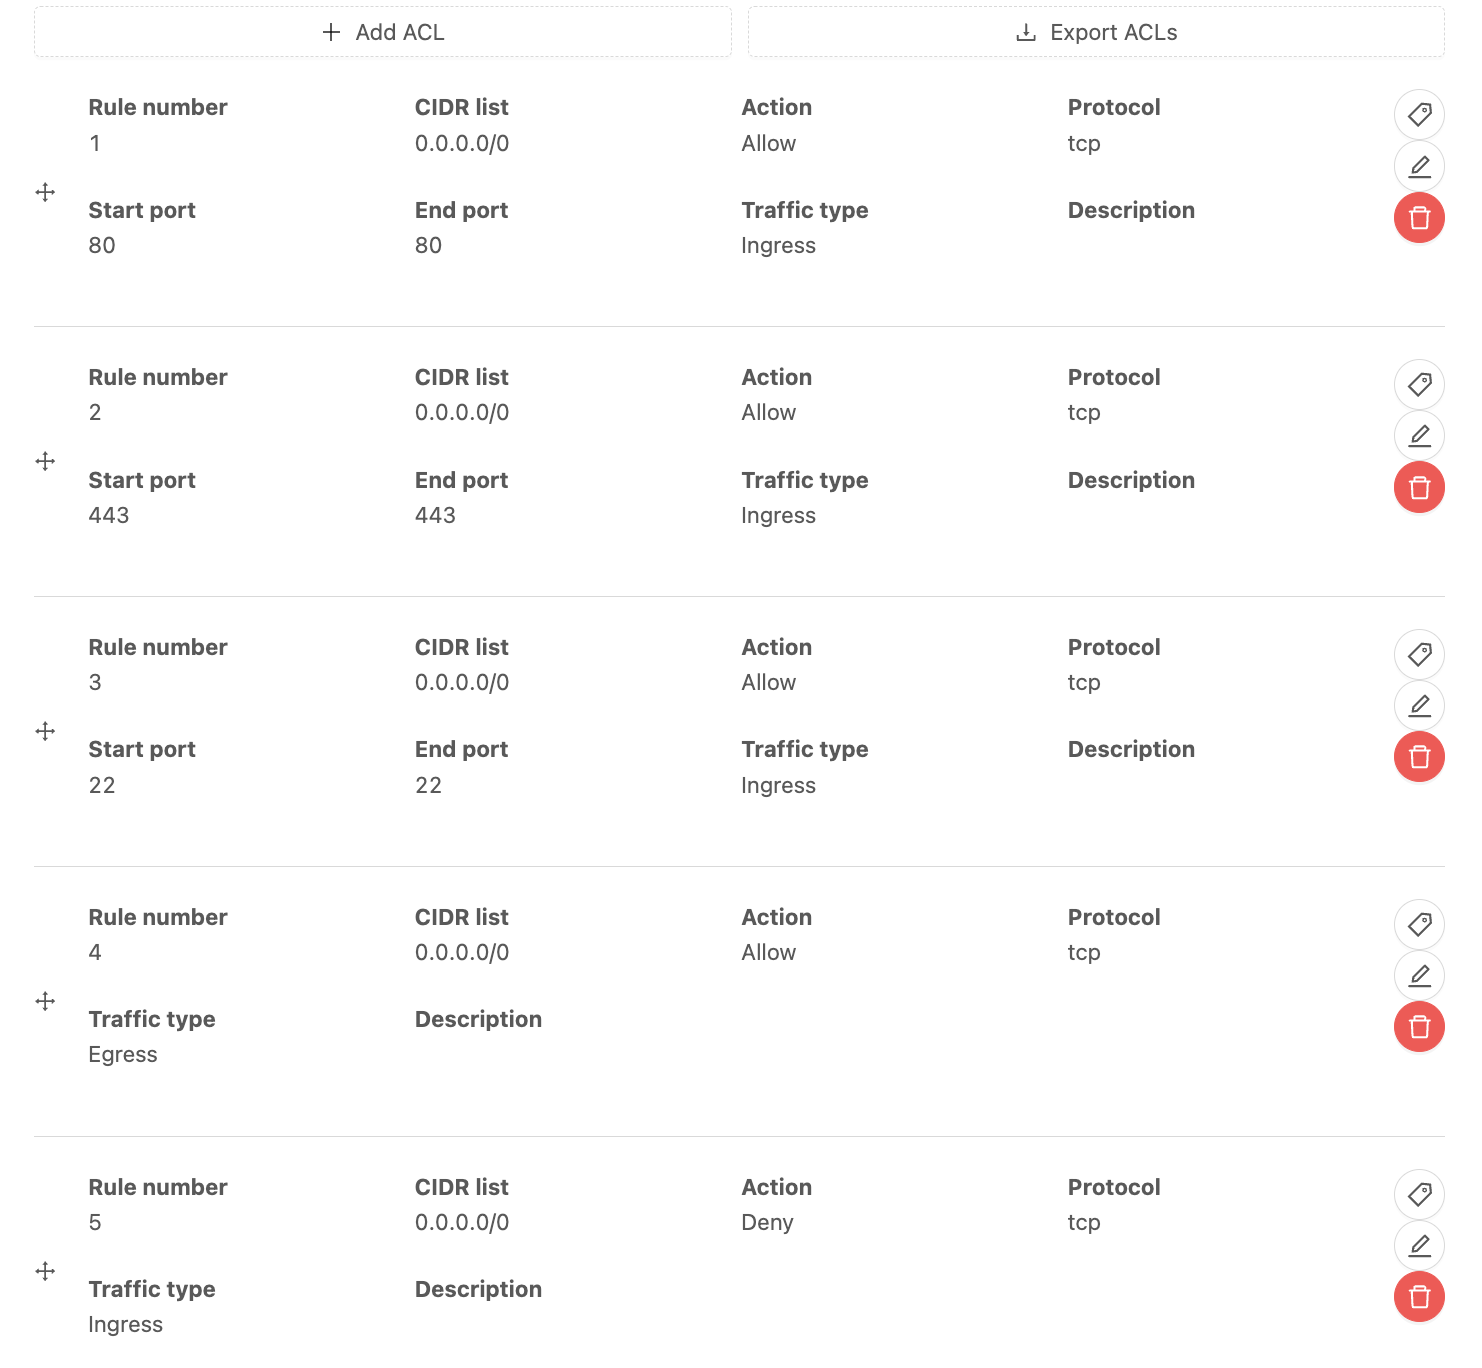 Add ACL
Export ACLs
Rule number CIDR list Action Protocol
1 0.0.0.0/0 Allow tcp
Start port End port Traffic type Description
80 80 Ingress
Rule number CIDR list Action Protocol
2 0.0.0.0/0 Allow tcp
Start port End port Traffic type Description
443 443 Ingress
Rule number CIDR list Action Protocol
3 0.0.0.0/0 Allow tcp
Start port End port Traffic type Description
22 22 Ingress
Rule number CIDR list Action Protocol
4 0.0.0.0/0 Allow tcp
Traffic type Description
Egress
Rule number CIDR list Action Protocol
5 0.0.0.0/0 Deny tcp
Traffic type Description
Ingress